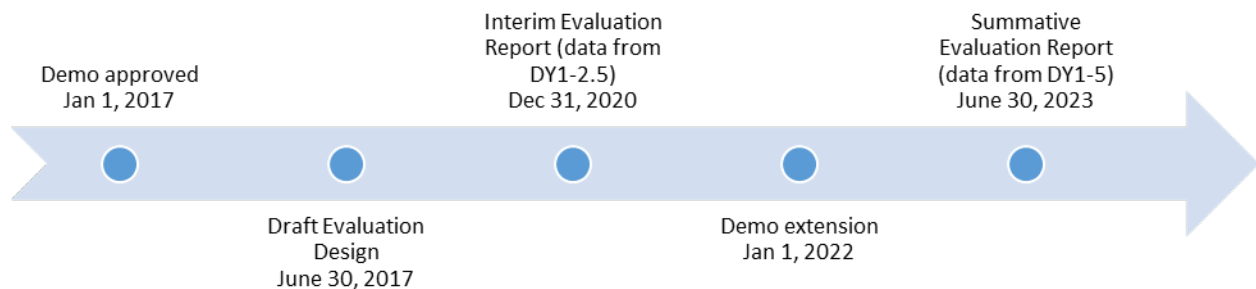 Demo approved
Jan 1, 2017
Draft Evaluation
Design
June 30, 2017
Interim Evaluation
Report (data from
DY1-2.5)
Dec 31, 2020
Demo extension
Jan 1, 2022
Summative
Evaluation Report
(data from DY1-5)
June 30, 2023